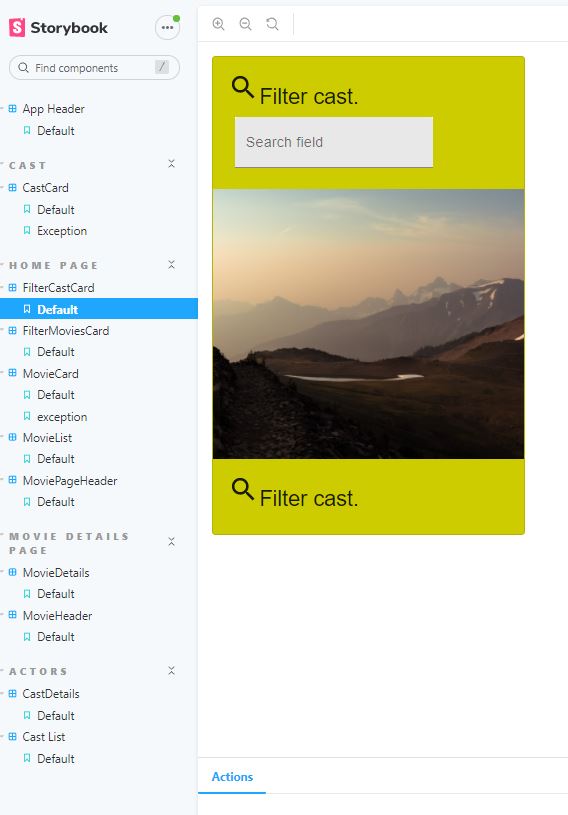 Storybook
Find components
/
App Header
Default
CAST
CastCard
Default
Exception
HOME PAGE
FilterCastCard
Default
FilterMoviesCard
Default
MovieCard
Default
exception
MovieList
Default
MoviePageHeader
Default
MOVIE DETAILS
PAGE
MovieDetails
Default
MovieHeader
Default
ACTORS
CastDetails
Default
Cast List
Default
Filter cast.
Search field
Filter cast.
Actions